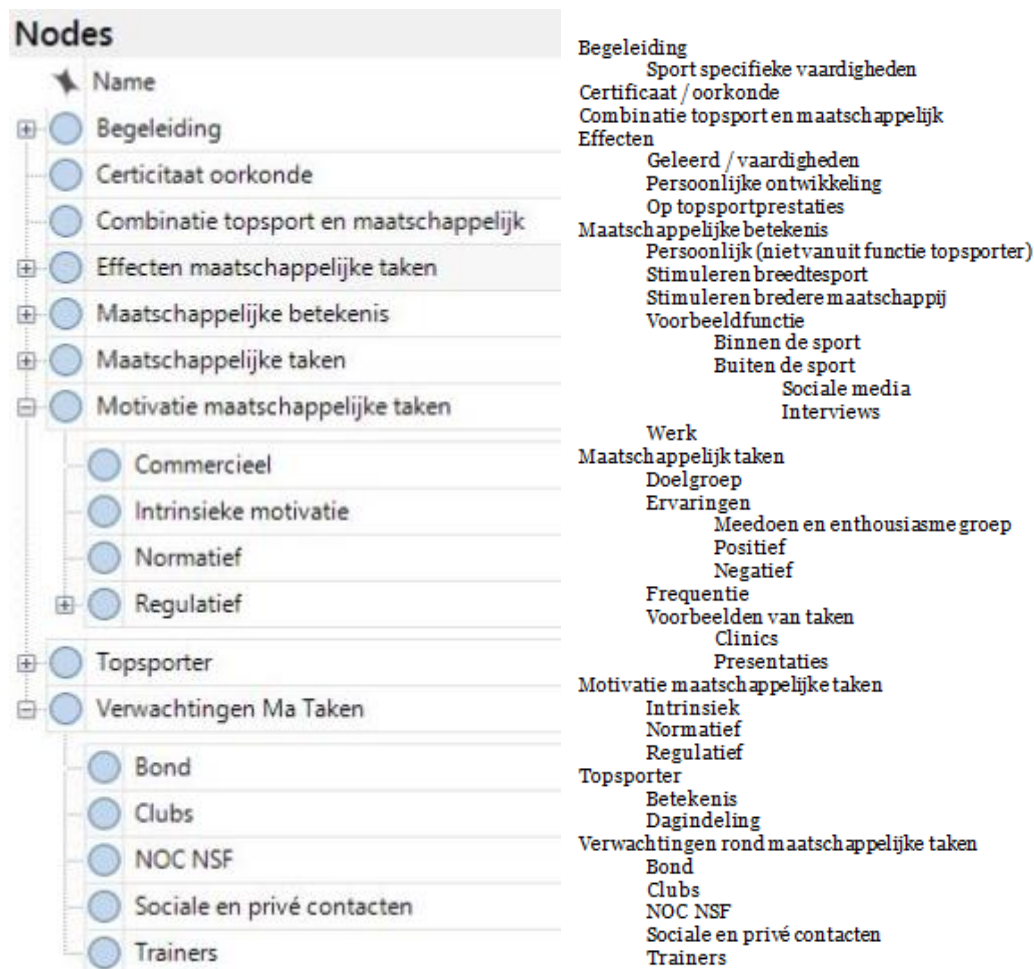 Nodes
Name
Begeleiding
Certicitaat oorkonde
Combinatie topsport en maatschappelijk
Effecten maatschappelijke taken
Maatschappelijke betekenis
Maatschappelijke taken
Motivatie maatschappelijke taken
Commercieel
Intrinsieke motivatie
Normatief
Regulatief
Topsporter
Verwachtingen Ma Taken
Bond
Clubs
NOC NSF
Sociale en privé contacten
Trainers
Begeleiding
Sport specifieke vaardigheden
Certificaat / oorkonde
Combinatie topsport en maatschappelijk
Effecten
Geleerd / vaardigheden
Persoonlijke ontwikkeling
Op topsportprestaties
Maatschappelijke betekenis
Persoonlijk (niet vanuit functie topsporter)
Stimuleren breedtesport
Stimuleren bredere maatschappij
Voorbeeldfunctie
Binnen de sport
Buiten de sport
Sociale media
Interviews
Werk
Maatschappelijk taken
Doelgroep
Ervaringen
Meedoen en enthousiasme groep
Positief
Negatief
Frequentie
Voorbeelden van taken
Clinics
Presentaties
Motivatie maatschappelijke taken
Intrinsiek
Normatief
Regulatief
Topsporter
Betekenis
Dagindeling
Verwachtingen rond maatschappelijke taken
Bond
Clubs
NOC NSF
Sociale en privé contacten
Trainers